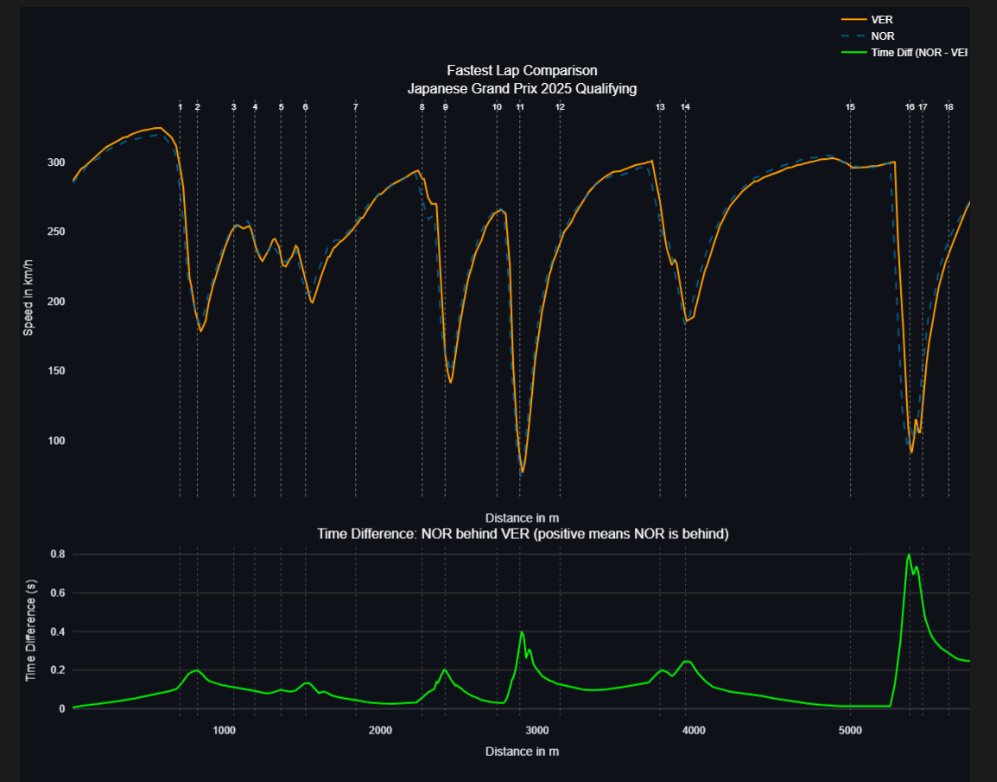 VER
NOR
Time Diff (NOR - VE
Fastest Lap Comparison
Japanese Grand Prix 2025 Qualifying
1 2 3 4 5 6 7 8 9 10 11 12 13 14 15 16 17 18
300
250
200
150
100
Speed in km/h
Distance in m
Time Difference: NOR behind VER (positive means NOR is behind)
0.8
0.6
0.4
0.2
0
Time Difference (s)
1000 2000 3000 4000 5000
Distance in m